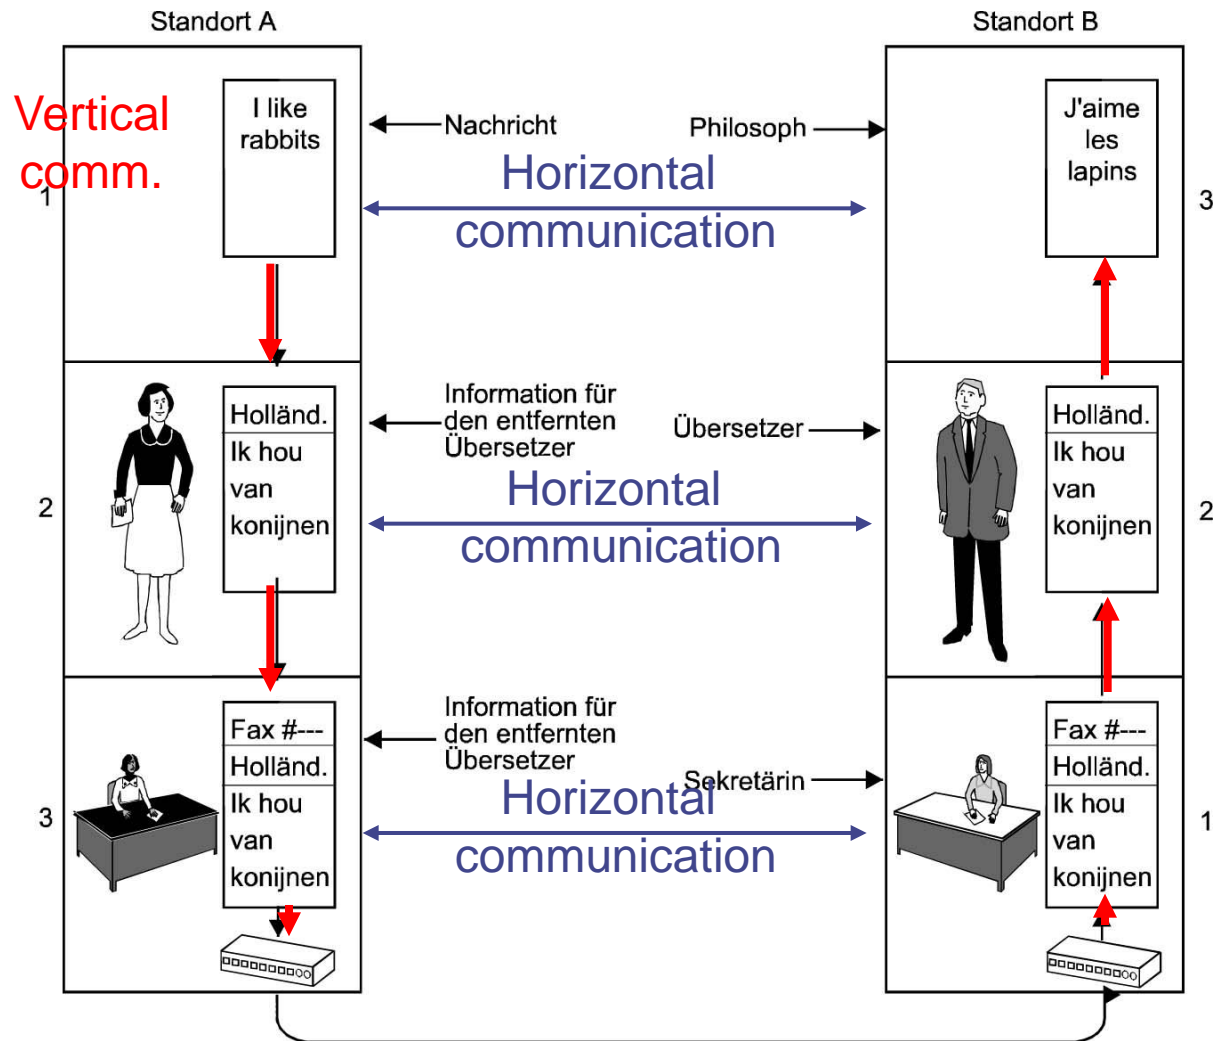 Standort A
Standort B
Vertical
comm.
I like
rabbits
Nachricht
Philosoph
J'aime
les
lapins
Horizontal
communication
1
3
Holländ.
Ik hou
van
konijnen
Information für
den entfernten
Übersetzer
Übersetzer
Holländ.
Ik hou
van
konijnen
Horizontal
communication
2
2
Fax #---
Holländ.
Ik hou
van
konijnen
Information für
den entfernten
Übersetzer
Sekretärin
Fax #---
Holländ.
Ik hou
van
konijnen
Horizontal
communication
3
1